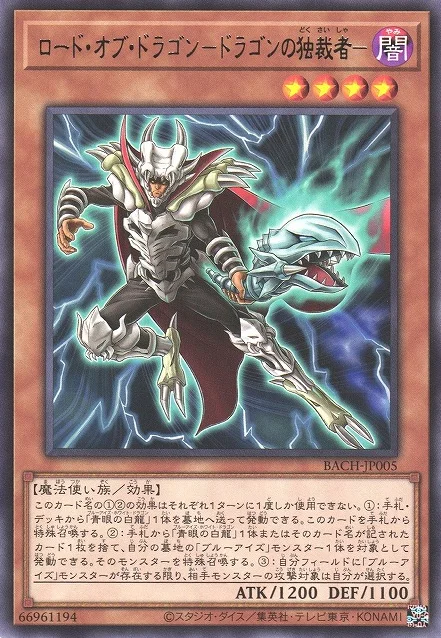 ロード・オブ・ドラゴン－ドラゴンの独裁者－
闇
BACH-JP005
【魔法使い族／効果】
このカード名の①②の効果はそれぞれ1ターンに1度しか使用できない。①：手札・
デッキから「青眼の白龍」1体を墓地へ送って発動できる。このカードを手札から
特殊召喚する。②：手札から「青眼の白龍」1体またはそのカード名が記された
カード1枚を捨て、自分の墓地の「ブルーアイズ」モンスター1体を対象として
発動できる。そのモンスターを特殊召喚する。③：自分フィールドに「ブルーア
イズ」モンスターが存在する限り、相手モンスターの攻撃対象は自分が選択する。
ATK/1200 DEF/1100
66961194 ©スタジオ・ダイス／集英社・テレビ東京・KONAMI